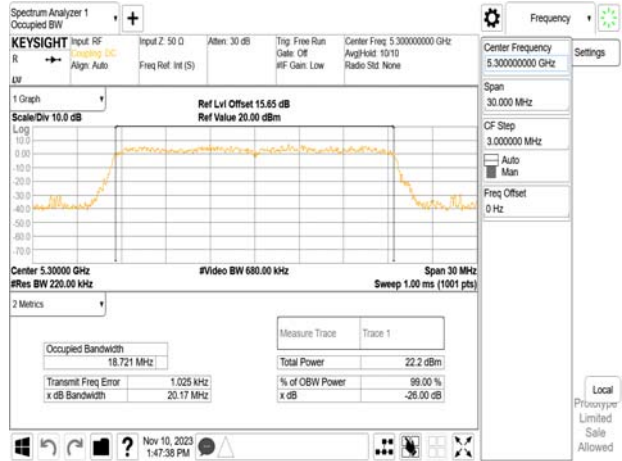 Spectrum Analyzer 1
Occupied BW
KEYSIGHT
R
Input: RF
Coupling: DC
Align: Auto
Input Z: 50 Ω
Freq Ref: Int (S)
Atten: 30 dB
Trig: Free Run
Gate: Off
#IF Gain: Low
Center Freq: 5.300000000 GHz
Avg|Hold: 10/10
Radio Std: None
1 Graph
Scale/Div 10.0 dB
Ref Lvl Offset 15.65 dB
Ref Value 20.00 dBm
Log
10.0
0.00
-10.0
-20.0
-30.0
-40.0
-50.0
-60.0
-70.0
Center 5.30000 GHz
#Res BW 220.00 kHz
#Video BW 680.00 kHz
Span 30 MHz
Sweep 1.00 ms (1001 pts)
2 Metrics
Measure Trace
Trace 1
Occupied Bandwidth
18.721 MHz
Total Power
22.2 dBm
Transmit Freq Error
1.025 kHz
% of OBW Power
99.00 %
x dB Bandwidth
20.17 MHz
x dB
-26.00 dB
Nov 10, 2023
1:47:38 PM
Frequency
Settings
Center Frequency
5.300000000 GHz
Span
30.000 MHz
CF Step
3.000000 MHz
Auto
Man
Freq Offset
0 Hz
Local
Prototype
Limited
Sale
Allowed